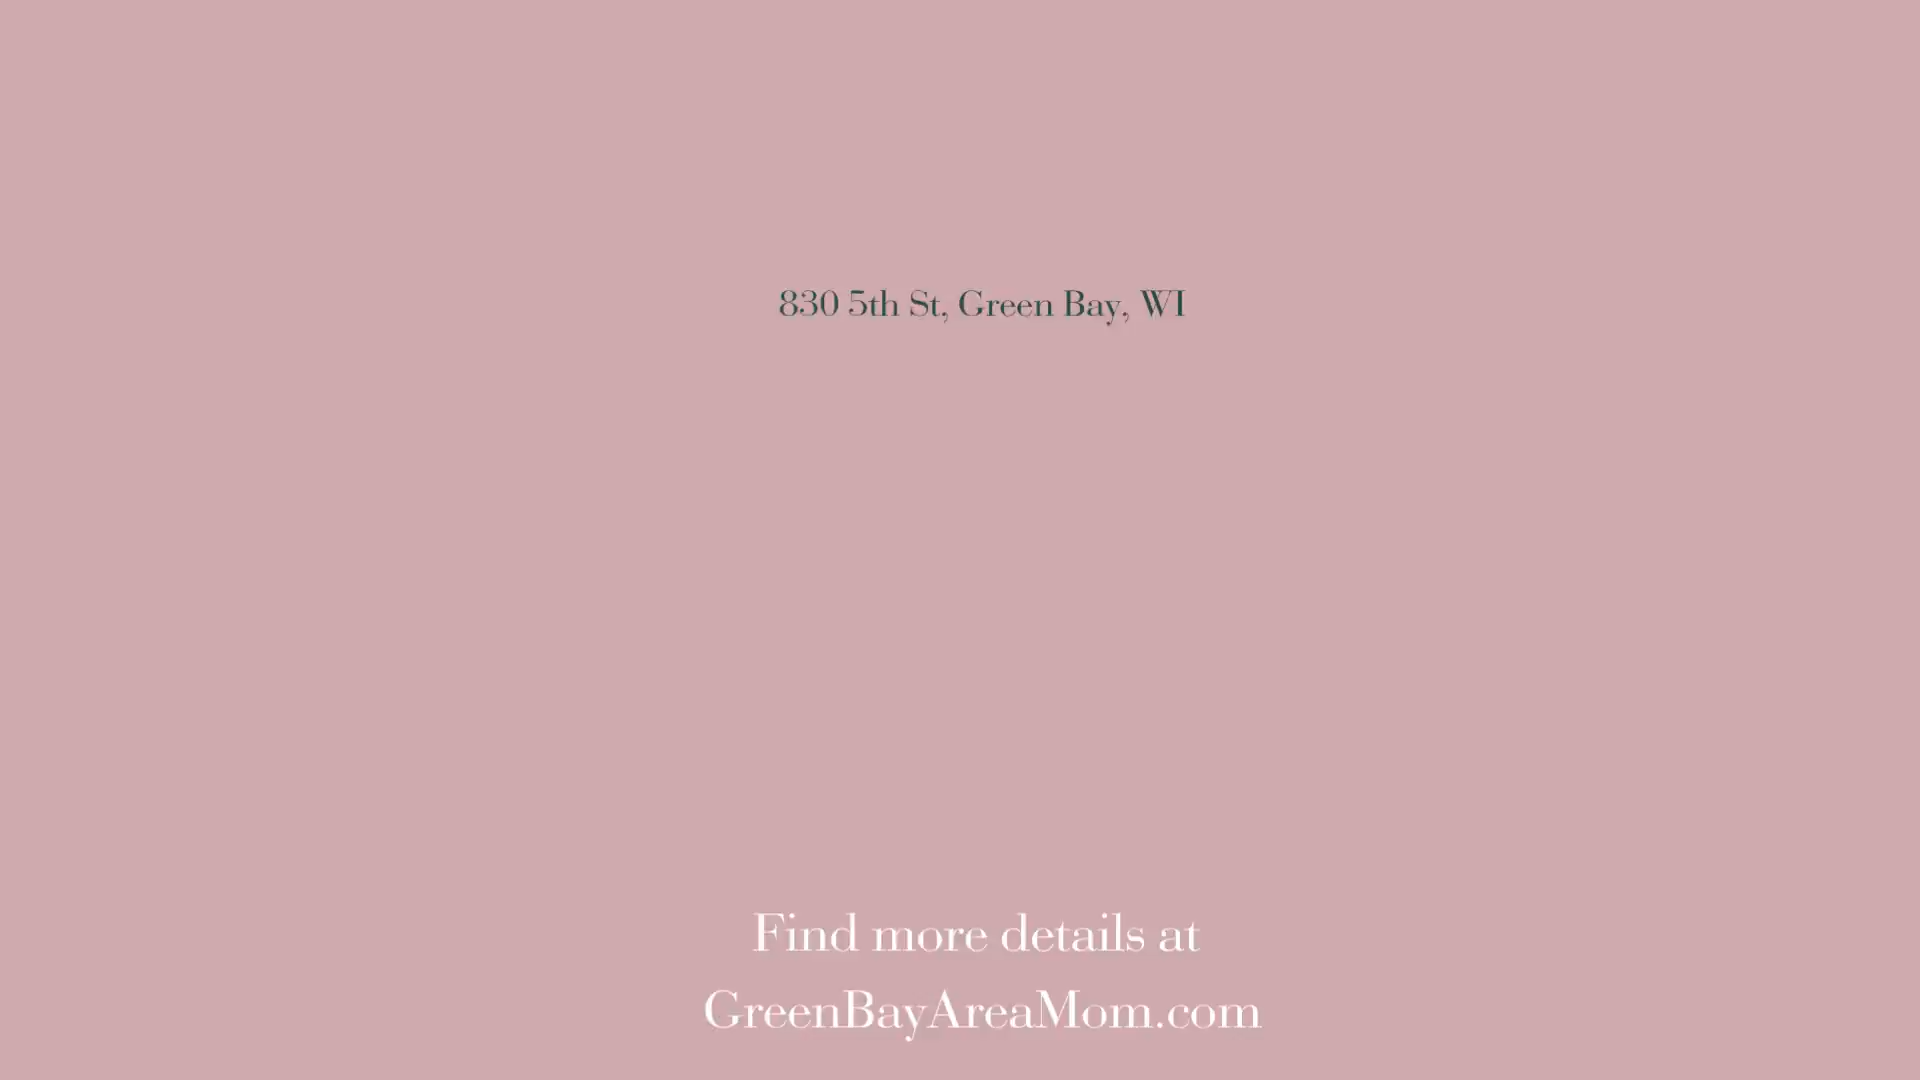 830 5th St, Green Bay, WI
Find more details at
GreenBayAreaMom.com